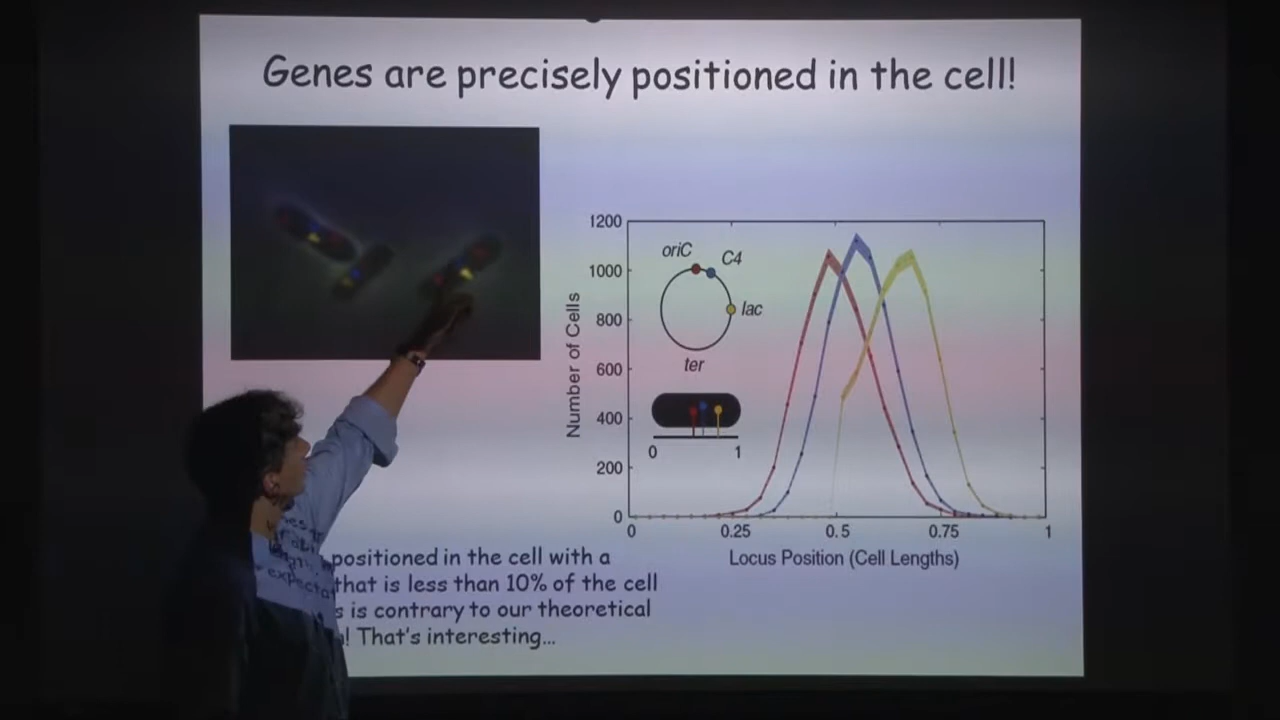 Genes are precisely positioned in the cell!
1200
1000
800
600
400
200
0
Number of Cells
oriC
C4
lac
ter
0
1
0
0.25
0.5
0.75
1
Locus Position (Cell Lengths)
positioned in the cell with a
that is less than 10% of the cell
is contrary to our theoretical
! That's interesting...